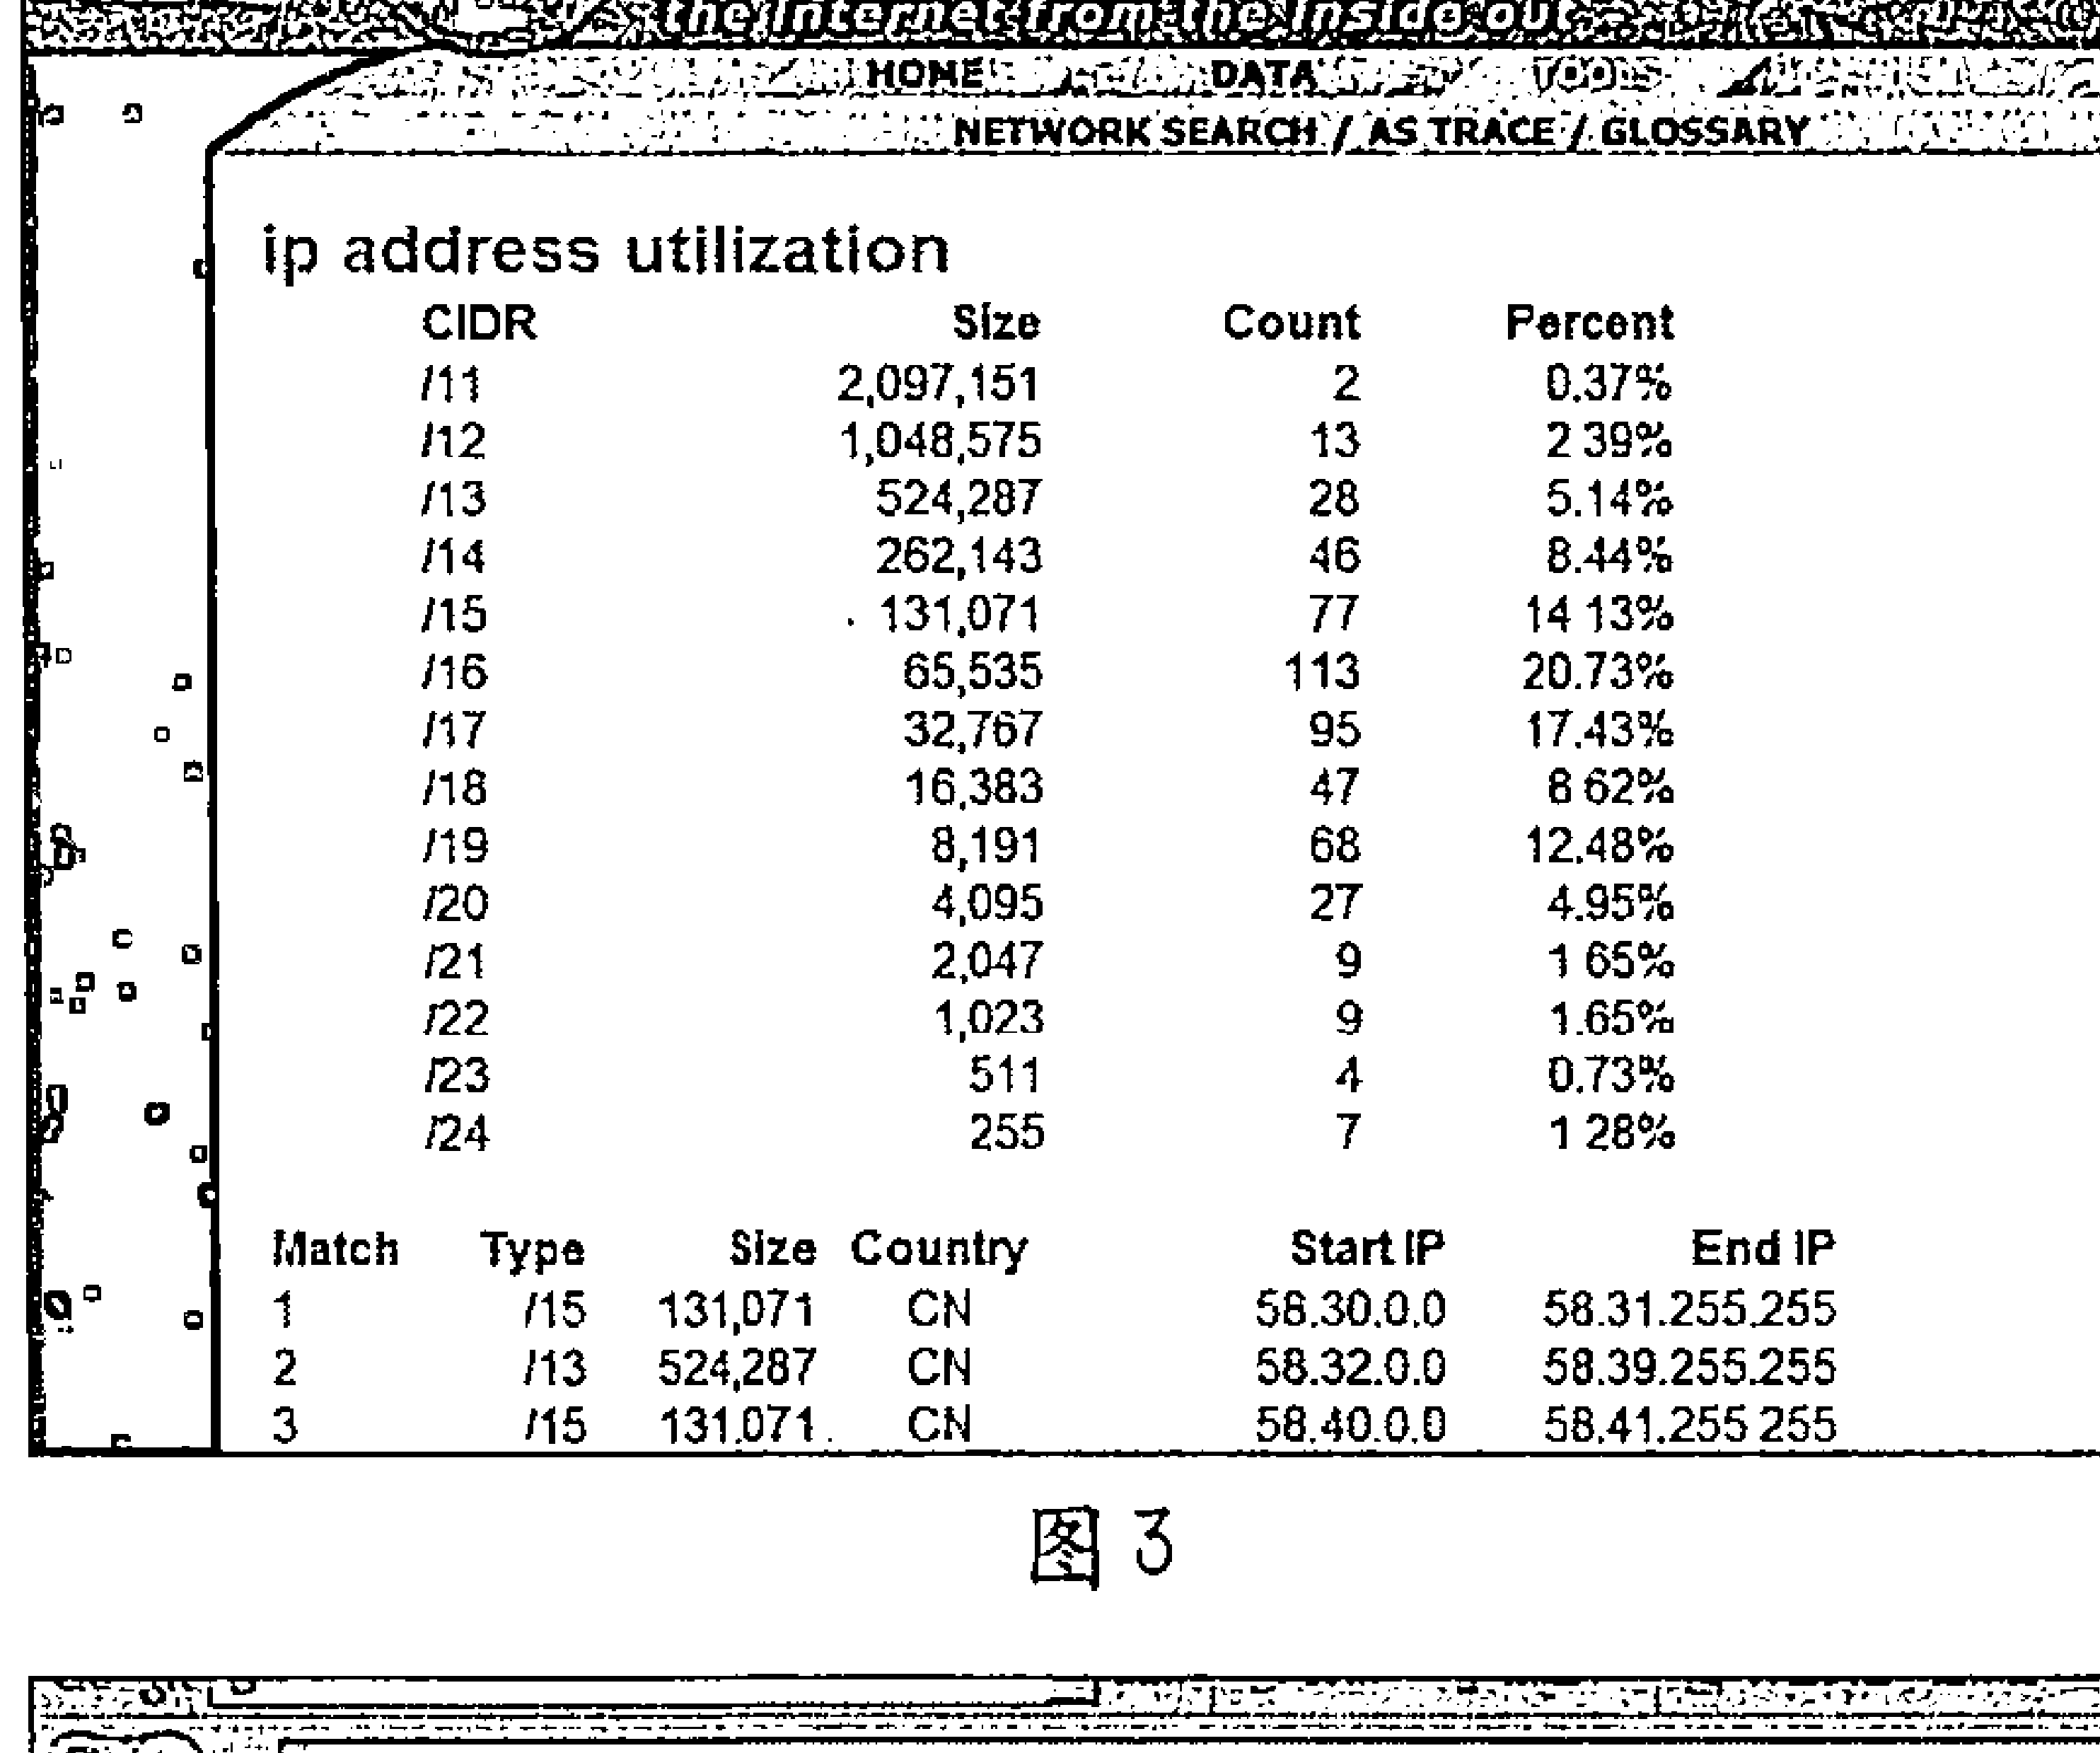 the internet from the inside out
HOME DATA TOOLS
NETWORK SEARCH / AS TRACE / GLOSSARY
ip address utilization
CIDR Size Count Percent
/11 2,097,151 2 0.37%
/12 1,048,575 13 2 39%
/13 524,287 28 5.14%
/14 262,143 46 8.44%
/15 131,071 77 14 13%
/16 65,535 113 20.73%
/17 32,767 95 17.43%
/18 16,383 47 8 62%
/19 8,191 68 12.48%
/20 4,095 27 4.95%
/21 2,047 9 1 65%
/22 1,023 9 1.65%
/23 511 4 0.73%
/24 255 7 1 28%
Match Type Size Country Start IP End IP
1 /15 131,071 CN 58.30.0.0 58.31.255.255
2 /13 524,287 CN 58.32.0.0 58.39.255.255
3 /15 131.071 CN 58.40.0.0 58.41.255 255
图 3